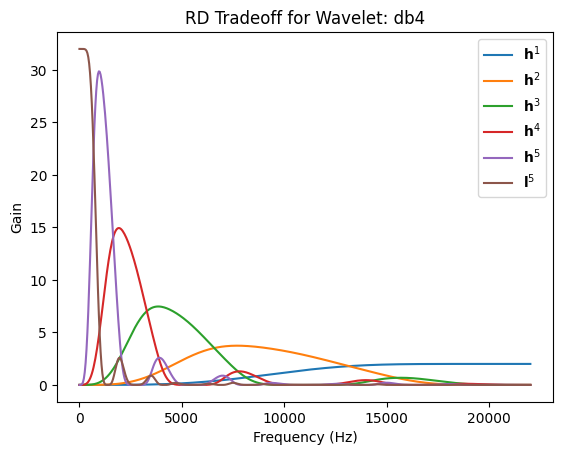 RD Tradeoff for Wavelet: db4
h¹
h²
h³
h⁴
h⁵
l⁵
Gain
30
25
20
15
10
5
0
0 5000 10000 15000 20000
Frequency (Hz)